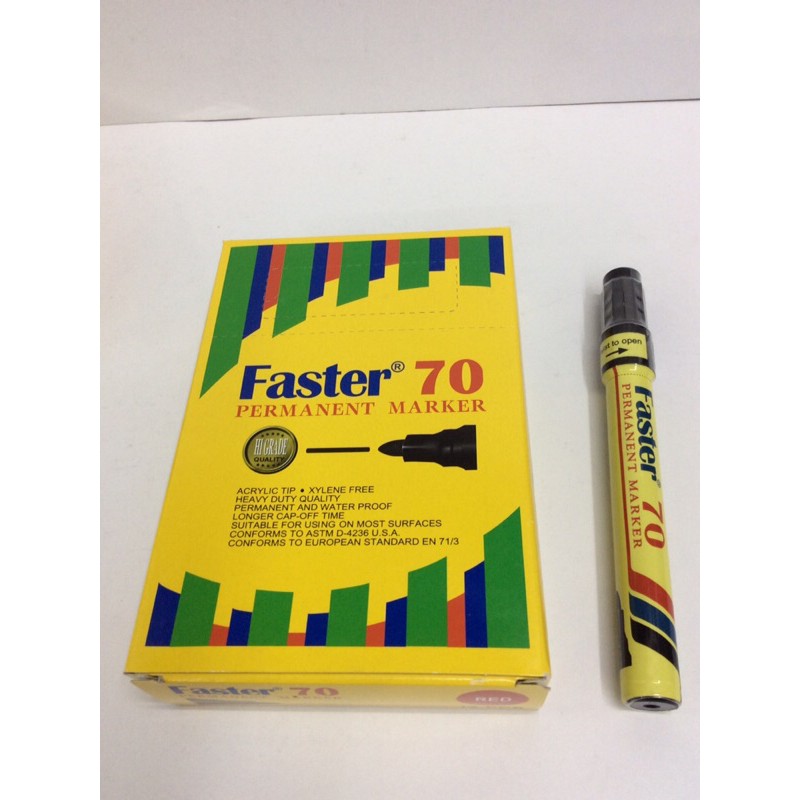 Faster® 70
PERMANENT MARKER
HI GRADE
QUALITY
ACRYLIC TIP • XYLENE FREE
HEAVY DUTY QUALITY
PERMANENT AND WATER PROOF
LONGER CAP-OFF TIME
SUITABLE FOR USING ON MOST SURFACES
CONFORMS TO ASTM D-4236 U.S.A.
CONFORMS TO EUROPEAN STANDARD EN 71/3
Faster® 70
RED
to open
Faster® 70
PERMANENT MARKER